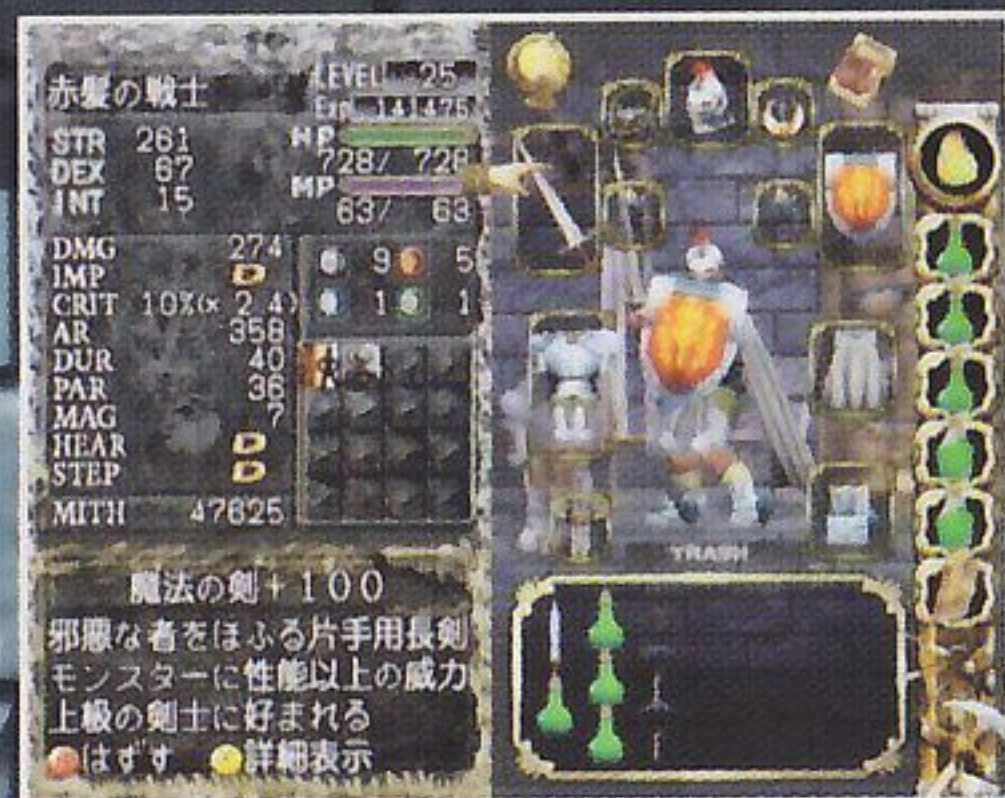 赤髪の戦士
LEVEL 25
Exp 141475
STR 261
DEX 67
INT 15
HP
728/ 728
MP
63/ 63
DMG 274
IMP D
CRIT 10%(× 2.4)
AR 358
DUR 40
PAR 36
MAG 7
HEAR D
STEP D
MITH 47625
9 5
1 1
魔法の剣+100
邪悪な者をほふる片手用長剣
モンスターに性能以上の威力
上級の剣士に好まれる
はずす 詳細表示
TRASH